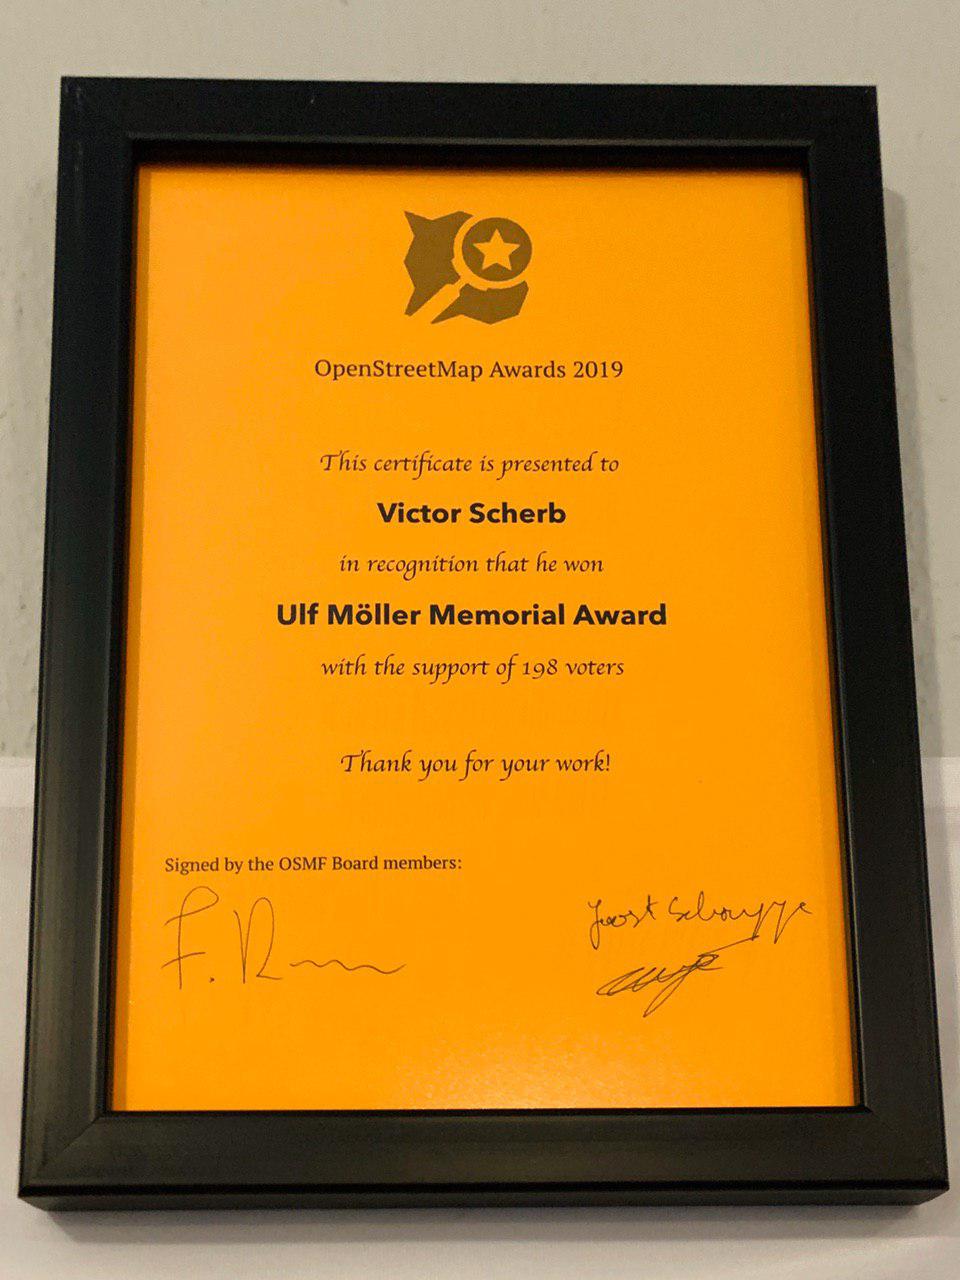 OpenStreetMap Awards 2019
This certificate is presented to
Victor Scherb
in recognition that he won
Ulf Möller Memorial Award
with the support of 198 voters
Thank you for your work!
Signed by the OSMF Board members:
Joost Schouppe